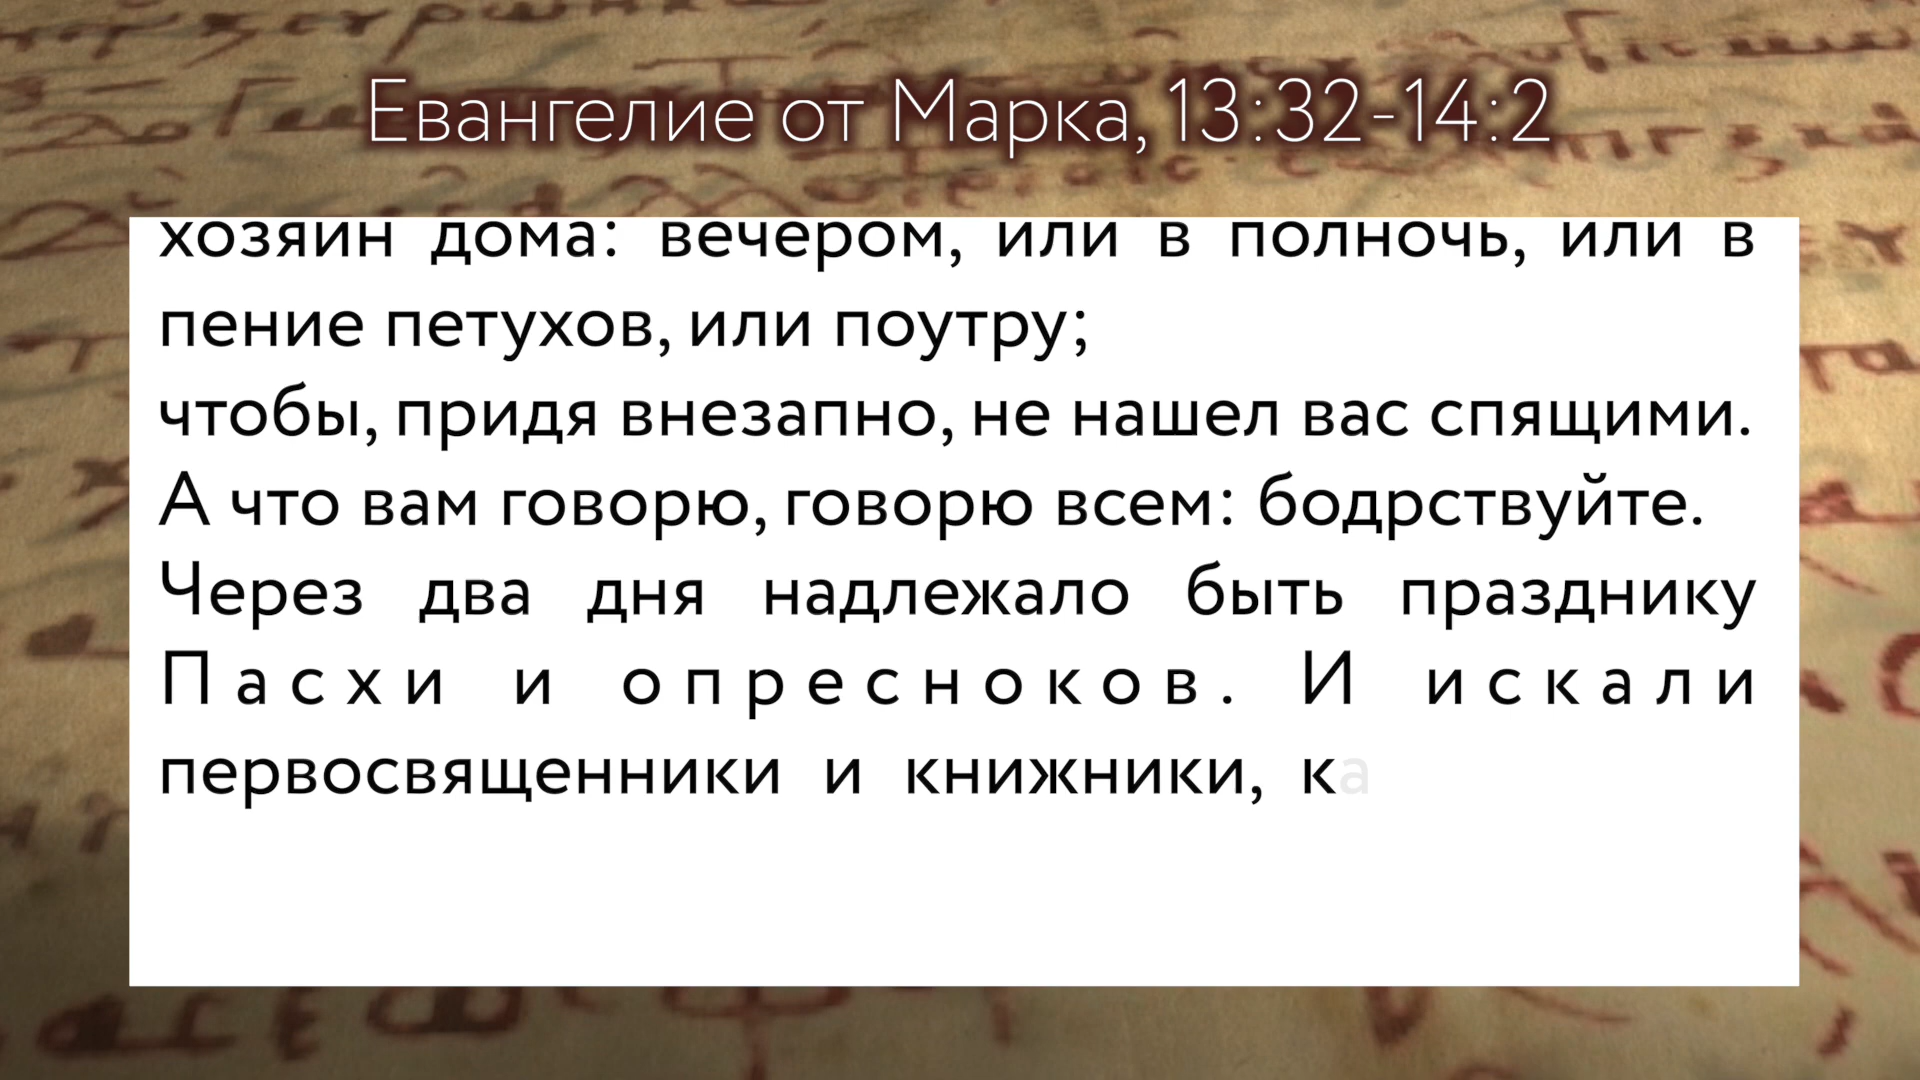 Евангелие от Марка, 13:32-14:2
хозяин дома: вечером, или в полночь, или в
пение петухов, или поутру;
чтобы, придя внезапно, не нашел вас спящими.
А что вам говорю, говорю всем: бодрствуйте.
Через два дня надлежало быть празднику
Пасхи и опресноков. И искали
первосвященники и книжники, ка